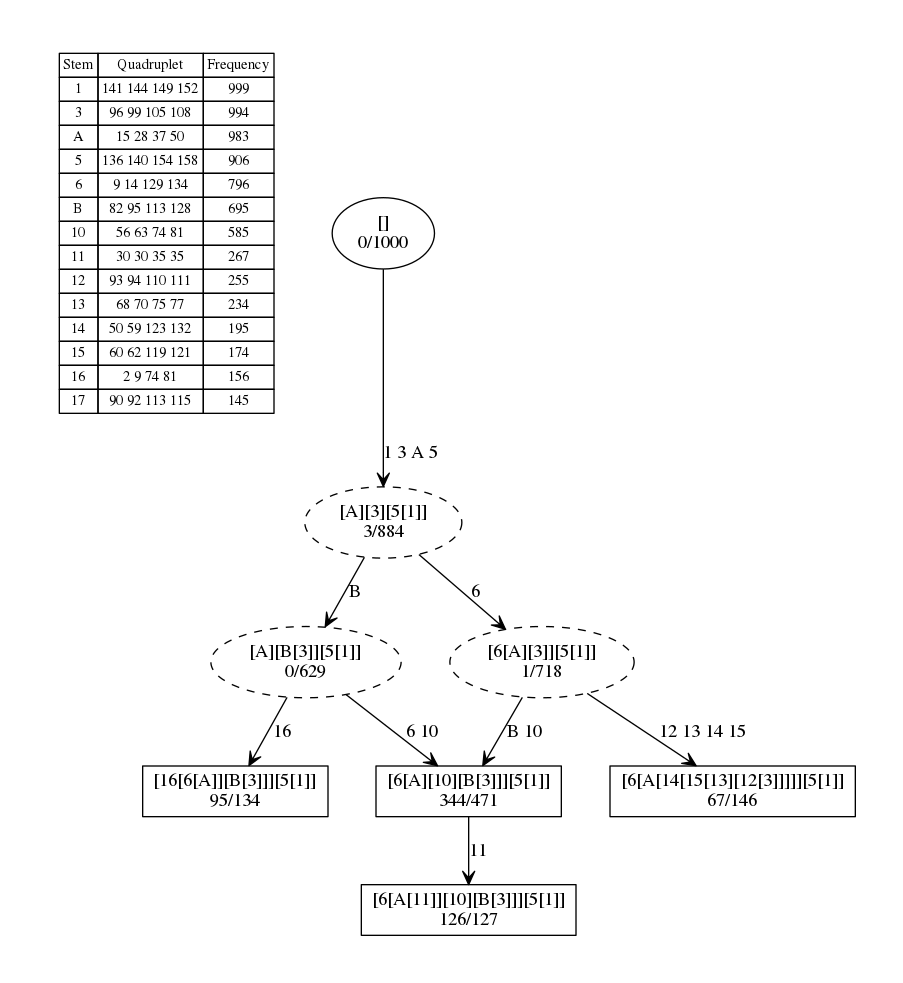 Stem Quadruplet Frequency
1 141 144 149 152 999
3 96 99 105 108 994
A 15 28 37 50 983
5 136 140 154 158 906
6 9 14 129 134 796
B 82 95 113 128 695
10 56 63 74 81 585
11 30 30 35 35 267
12 93 94 110 111 255
13 68 70 75 77 234
14 50 59 123 132 195
15 60 62 119 121 174
16 2 9 74 81 156
17 90 92 113 115 145
[]
0/1000
1 3 A 5
[A][3][5[1]]
3/884
B
6
[A][B[3]][5[1]]
0/629
[6[A][3]][5[1]]
1/718
16
6 10
B 10
12 13 14 15
[16[6[A]][B[3]]][5[1]]
95/134
[6[A][10][B[3]]][5[1]]
344/471
[6[A[14[15[13][12[3]]]]][5[1]]
67/146
11
[6[A[11]][10][B[3]]][5[1]]
126/127